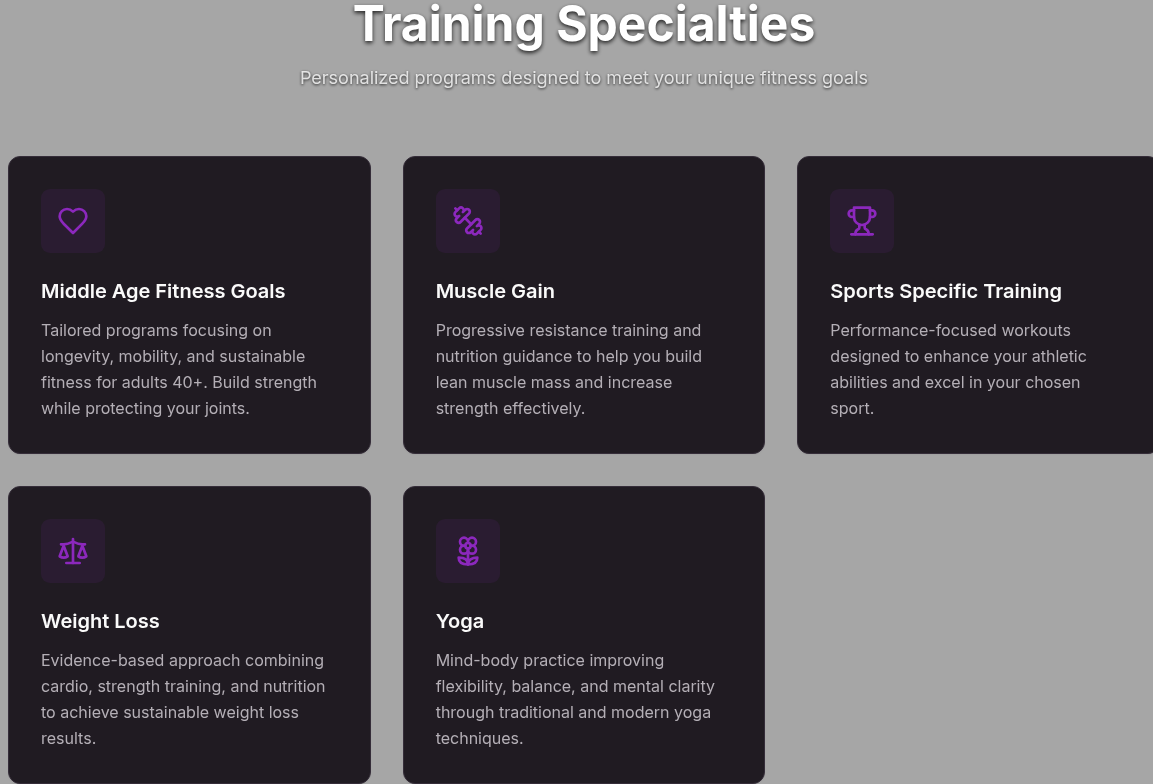 Training Specialties
Personalized programs designed to meet your unique fitness goals
Middle Age Fitness Goals
Tailored programs focusing on
longevity, mobility, and sustainable
fitness for adults 40+. Build strength
while protecting your joints.
Muscle Gain
Progressive resistance training and
nutrition guidance to help you build
lean muscle mass and increase
strength effectively.
Sports Specific Training
Performance-focused workouts
designed to enhance your athletic
abilities and excel in your chosen
sport.
Weight Loss
Evidence-based approach combining
cardio, strength training, and nutrition
to achieve sustainable weight loss
results.
Yoga
Mind-body practice improving
flexibility, balance, and mental clarity
through traditional and modern yoga
techniques.